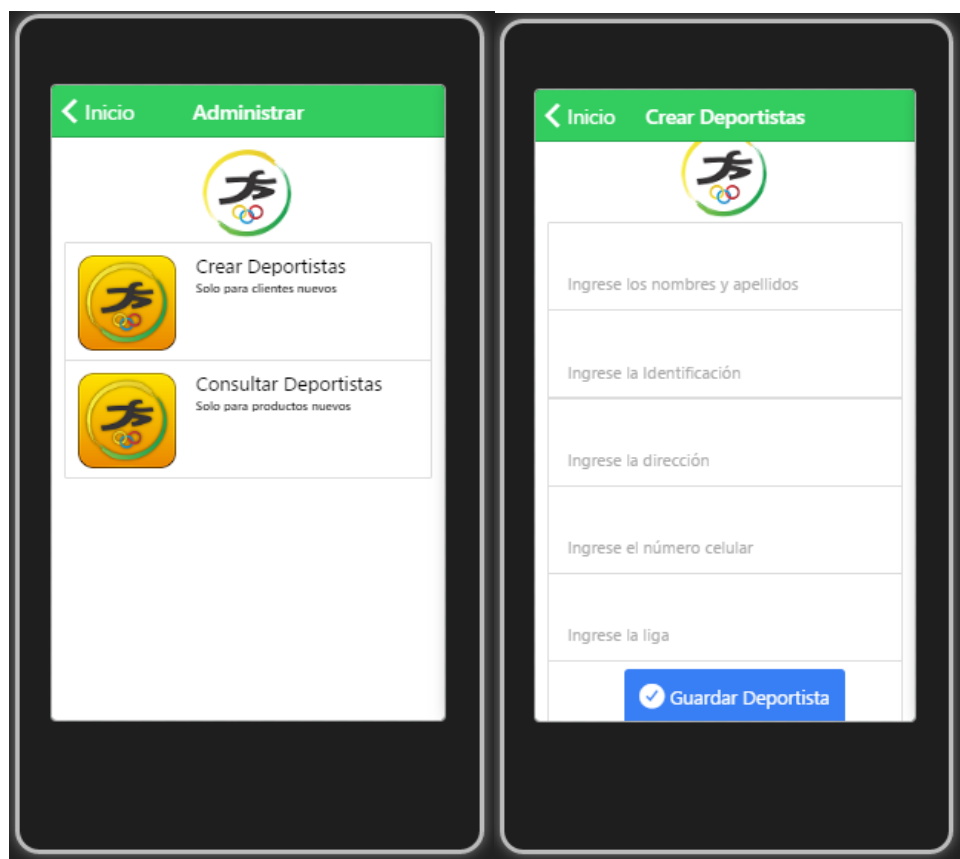 Inicio Administrar
Crear Deportistas
Solo para clientes nuevos
Consultar Deportistas
Solo para productos nuevos
Inicio Crear Deportistas
Ingrese los nombres y apellidos
Ingrese la Identificación
Ingrese la dirección
Ingrese el número celular
Ingrese la liga
Guardar Deportista